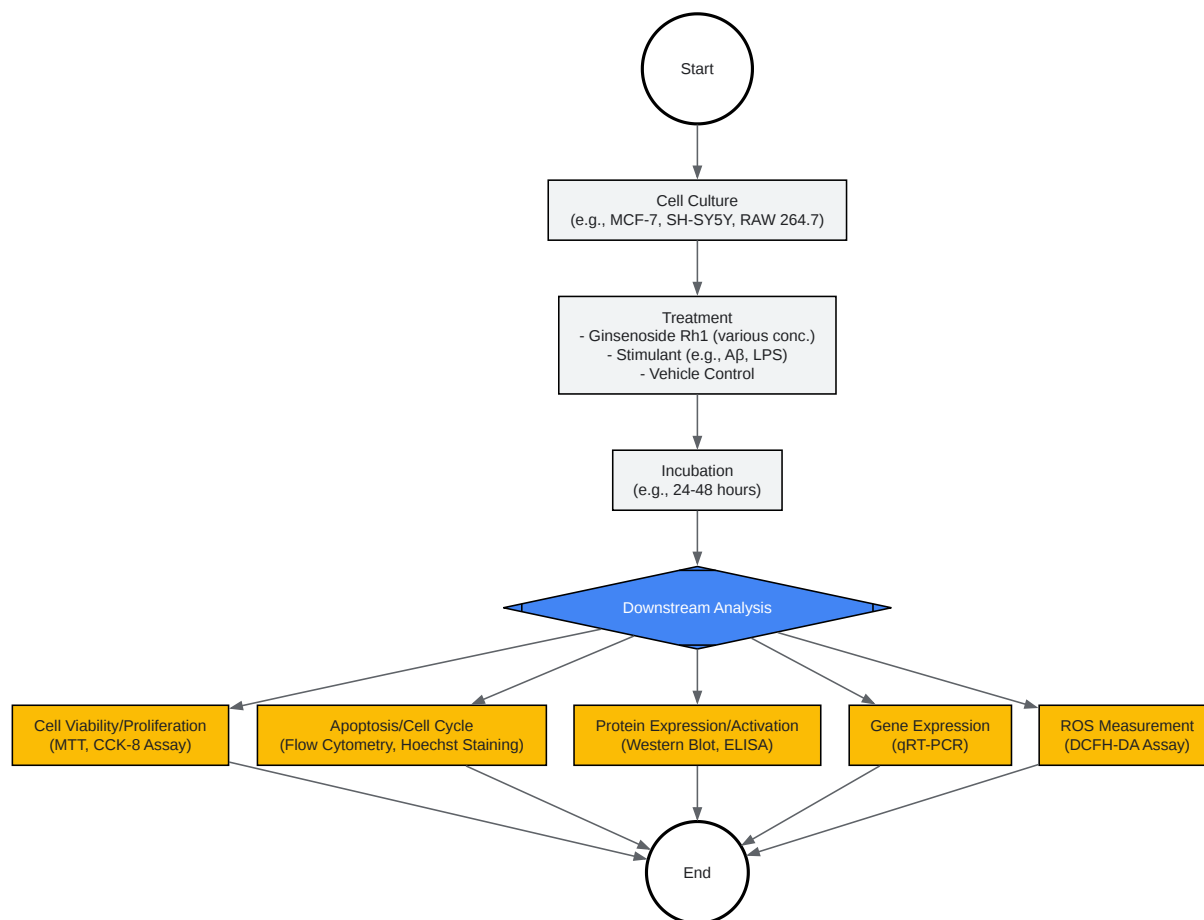 Start
Cell Culture
(e.g., MCF-7, SH-SY5Y, RAW 264.7)
Treatment
- Ginsenoside Rh1 (various conc.)
- Stimulant (e.g., Aβ, LPS)
- Vehicle Control
Incubation
(e.g., 24-48 hours)
Downstream Analysis
Cell Viability/Proliferation
(MTT, CCK-8 Assay)
Apoptosis/Cell Cycle
(Flow Cytometry, Hoechst Staining)
Protein Expression/Activation
(Western Blot, ELISA)
Gene Expression
(qRT-PCR)
ROS Measurement
(DCFH-DA Assay)
End